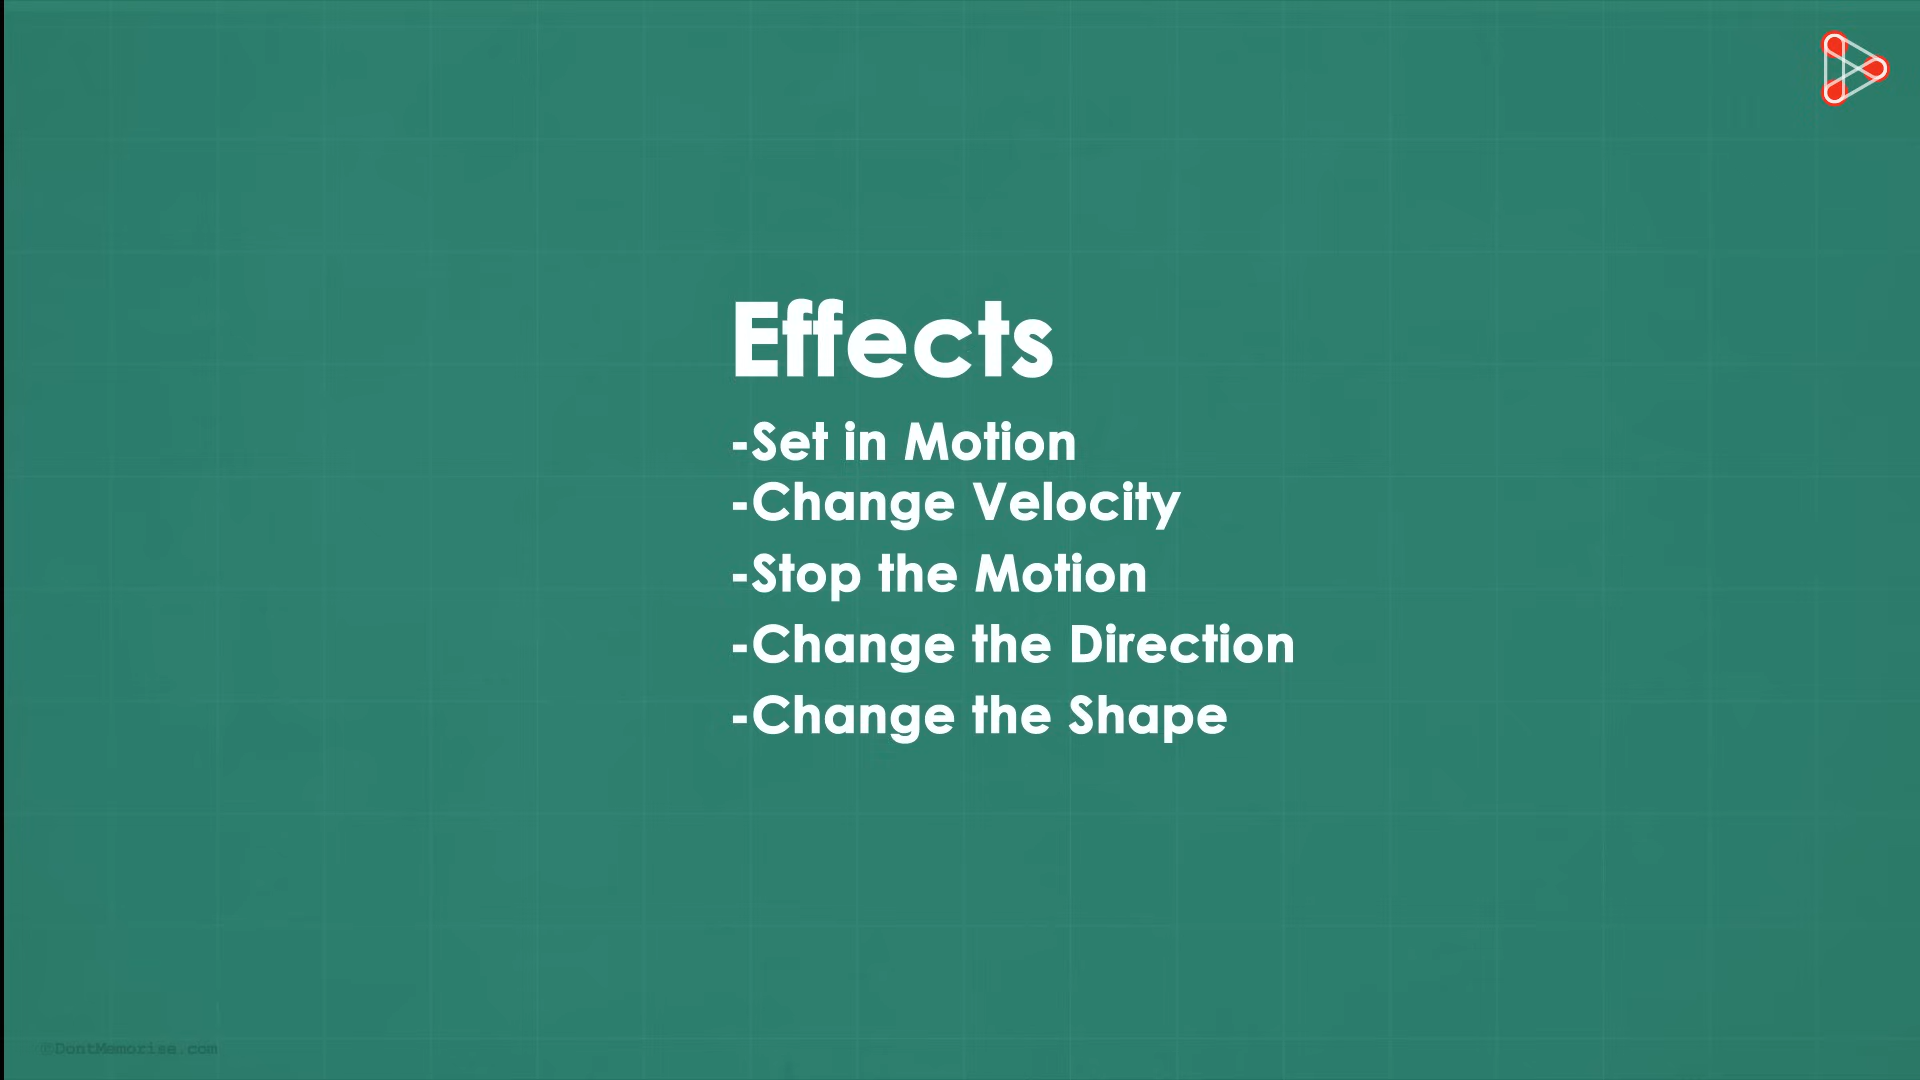 Effects
-Set in Motion
-Change Velocity
-Stop the Motion
-Change the Direction
-Change the Shape
©DontMemorise.com